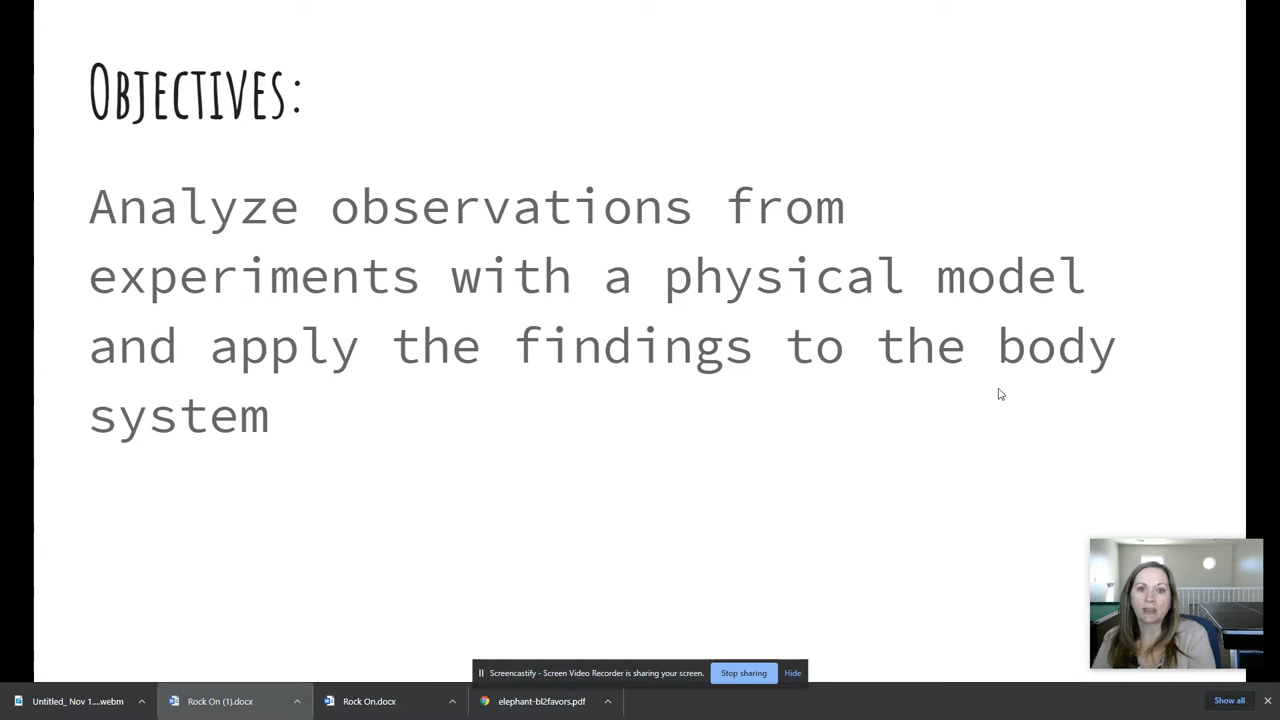 Objectives:
Analyze observations from
experiments with a physical model
and apply the findings to the body
system
Screencastify - Screen Video Recorder is sharing your screen.
Stop sharing
Hide
Untitled_ Nov 1....webm
Rock On (1).docx
Rock On.docx
elephant-bl2favors.pdf
Show all